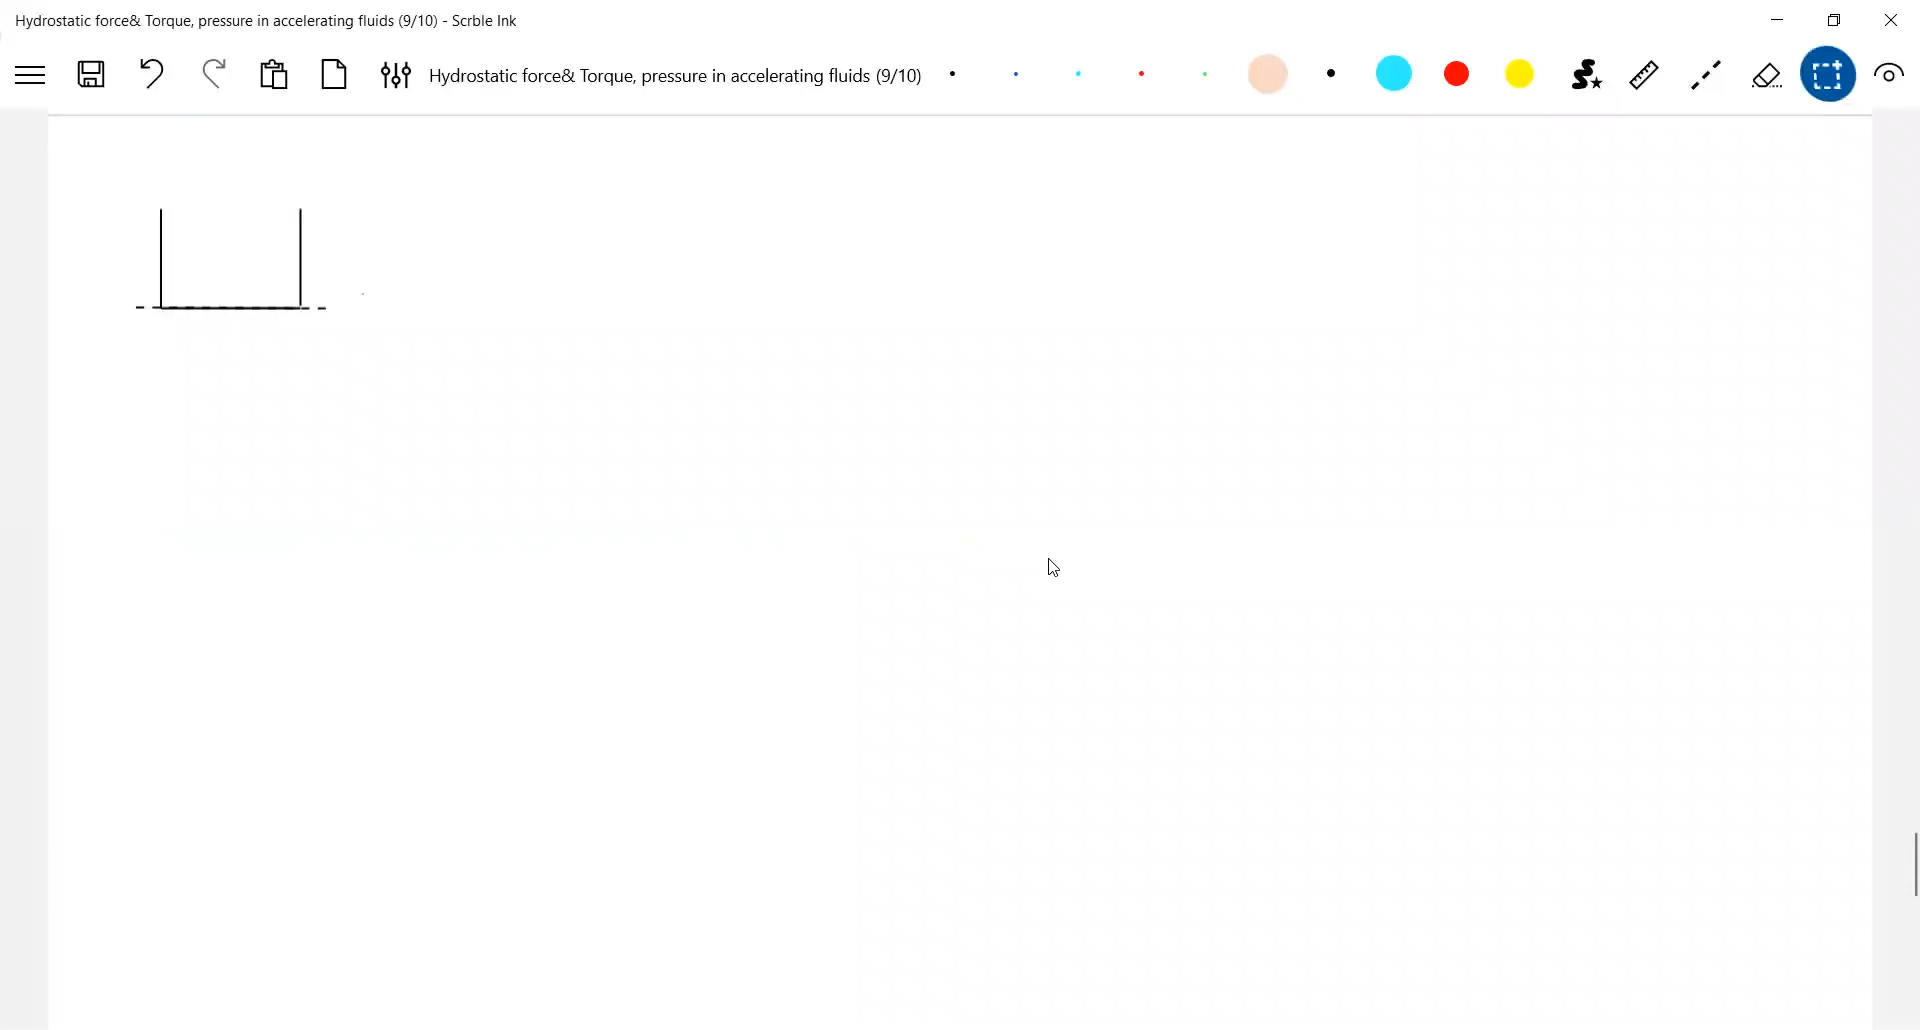 Hydrostatic force& Torque, pressure in accelerating fluids (9/10) - Scrble Ink
Hydrostatic force& Torque, pressure in accelerating fluids (9/10)